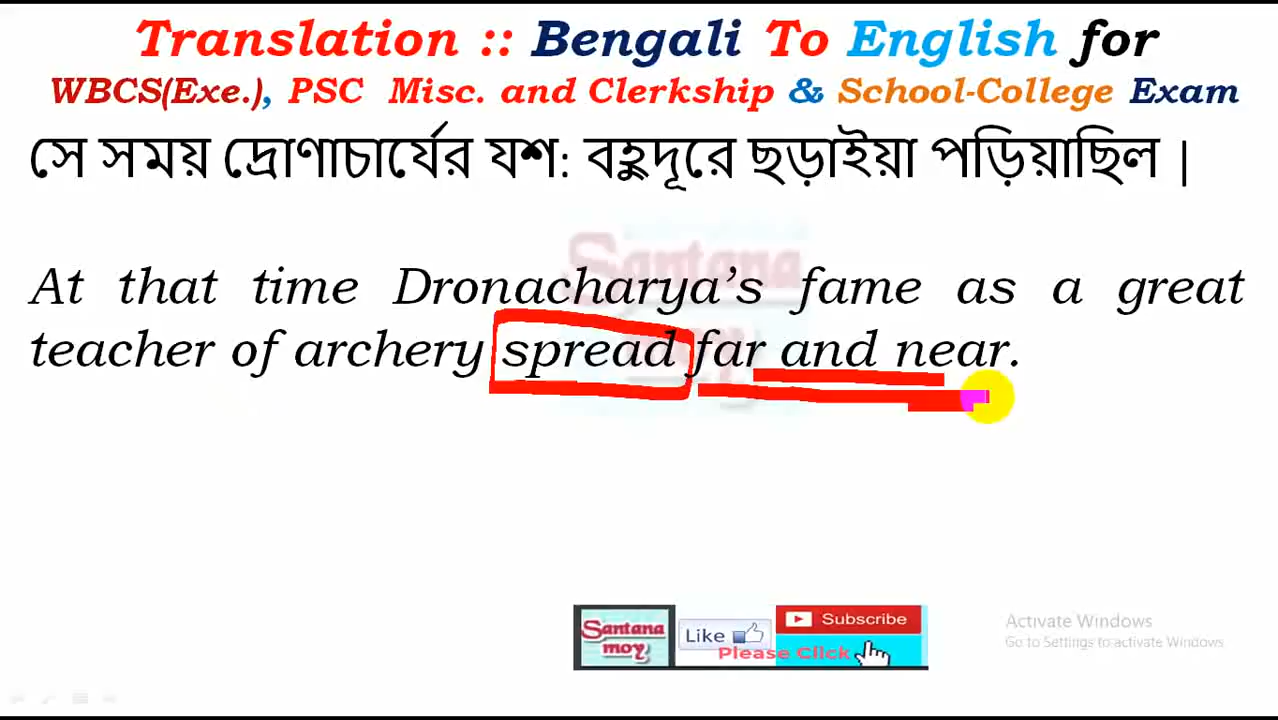 Translation :: Bengali To English for
WBCS(Exe.), PSC Misc. and Clerkship & School-College Exam
সে সময় দ্রোণাচার্যের যশ: বহুদূরে ছড়াইয়া পড়িয়াছিল |
Santana
moy
At that time Dronacharya's fame as a great
teacher of archery spread far and near.
Santana
moy
Like
Subscribe
Please Click
Activate Windows
Go to Settings to activate Windows